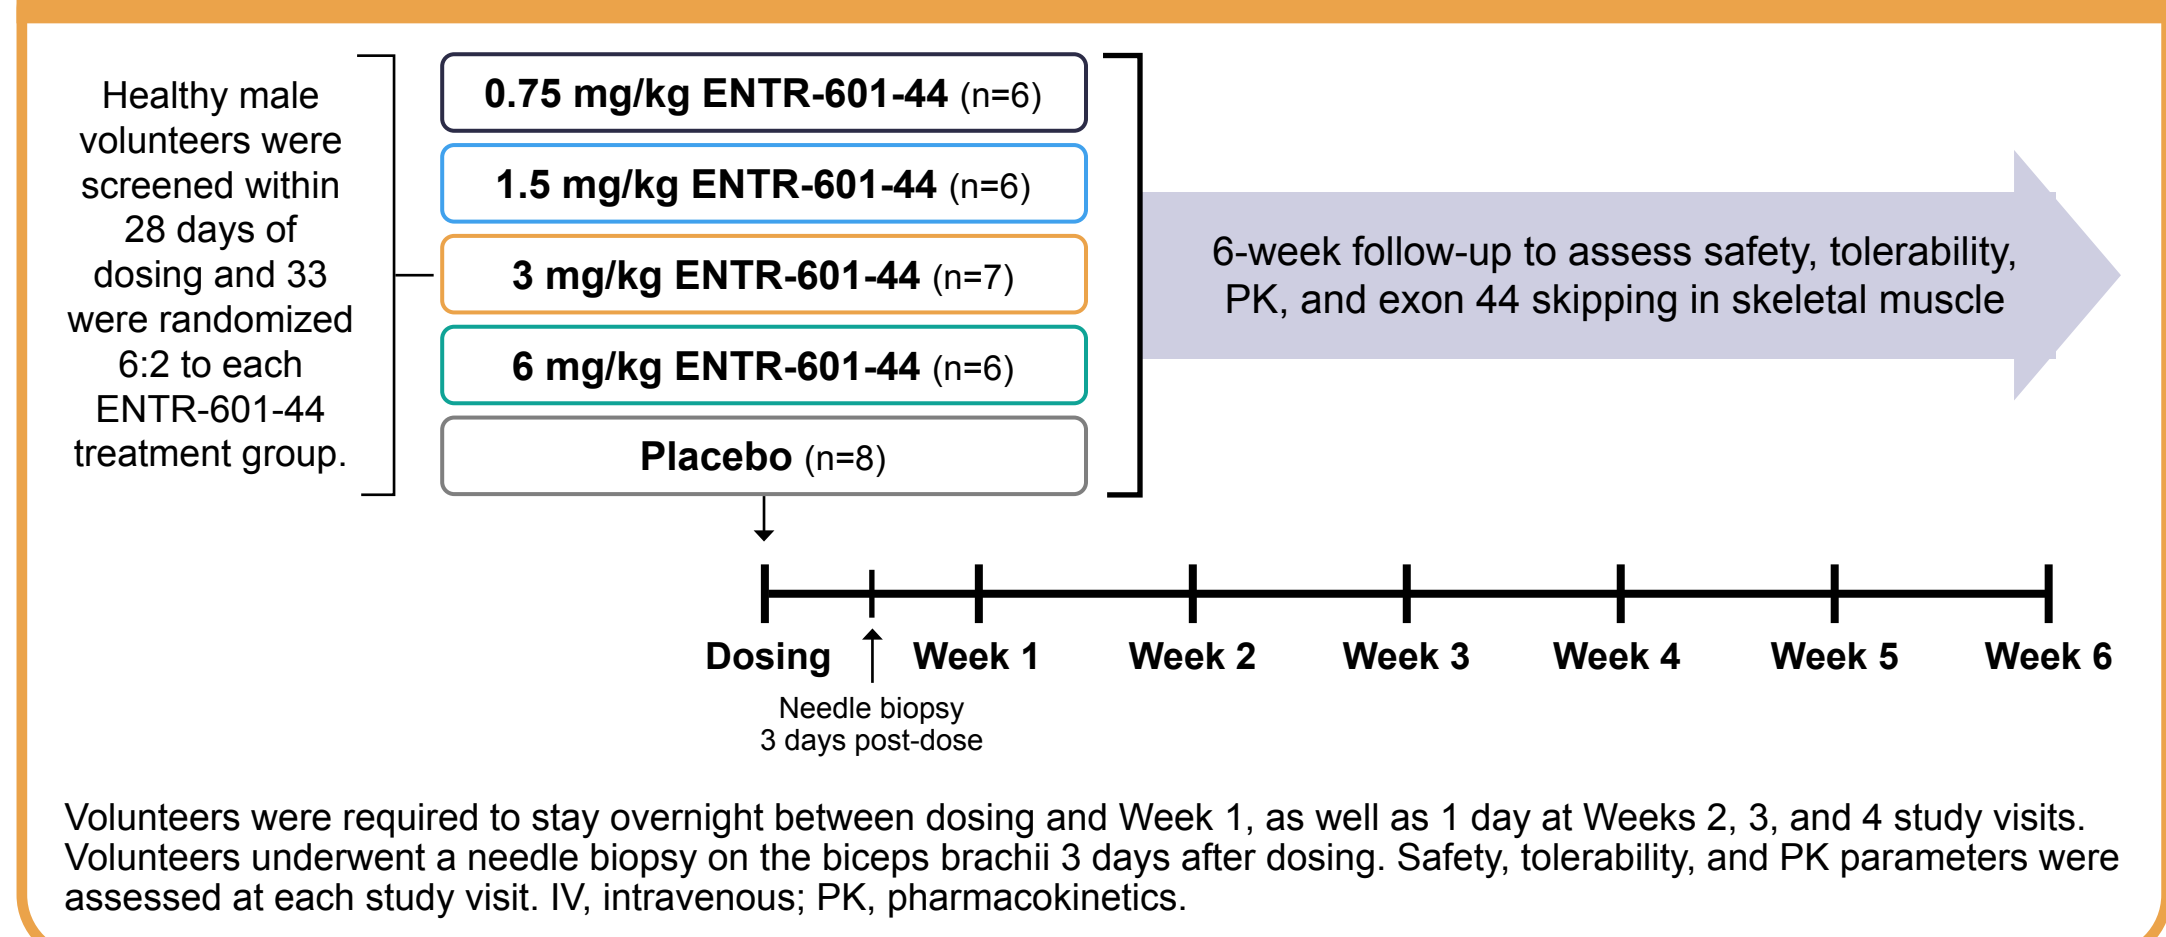 Healthy male
volunteers were
screened within
28 days of
dosing and 33
were randomized
6:2 to each
ENTR-601-44
treatment group.
0.75 mg/kg ENTR-601-44 (n=6)
1.5 mg/kg ENTR-601-44 (n=6)
3 mg/kg ENTR-601-44 (n=7)
6 mg/kg ENTR-601-44 (n=6)
Placebo (n=8)
6-week follow-up to assess safety, tolerability,
PK, and exon 44 skipping in skeletal muscle
Dosing
Week 1
Week 2
Week 3
Week 4
Week 5
Week 6
Needle biopsy
3 days post-dose
Volunteers were required to stay overnight between dosing and Week 1, as well as 1 day at Weeks 2, 3, and 4 study visits.
Volunteers underwent a needle biopsy on the biceps brachii 3 days after dosing. Safety, tolerability, and PK parameters were
assessed at each study visit. IV, intravenous; PK, pharmacokinetics.